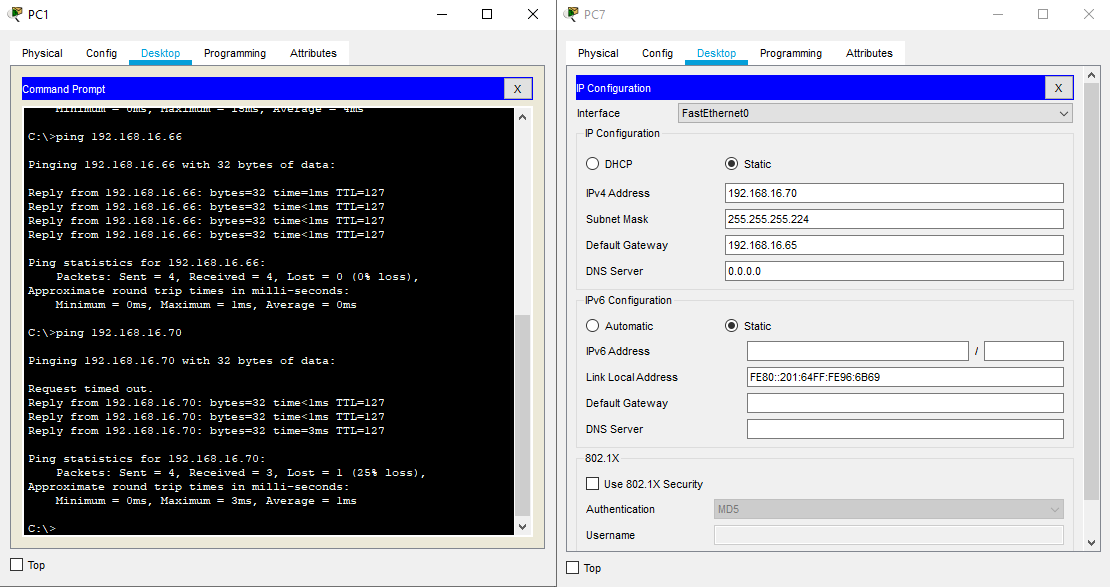 PC1
Physical Config Desktop Programming Attributes
Command Prompt X
Minimum = 0ms, Maximum = 15ms, Average = 4ms
C:\>ping 192.168.16.66
Pinging 192.168.16.66 with 32 bytes of data:
Reply from 192.168.16.66: bytes=32 time=1ms TTL=127
Reply from 192.168.16.66: bytes=32 time<1ms TTL=127
Reply from 192.168.16.66: bytes=32 time<1ms TTL=127
Reply from 192.168.16.66: bytes=32 time<1ms TTL=127
Ping statistics for 192.168.16.66:
Packets: Sent = 4, Received = 4, Lost = 0 (0% loss),
Approximate round trip times in milli-seconds:
Minimum = 0ms, Maximum = 1ms, Average = 0ms
C:\>ping 192.168.16.70
Pinging 192.168.16.70 with 32 bytes of data:
Request timed out.
Reply from 192.168.16.70: bytes=32 time<1ms TTL=127
Reply from 192.168.16.70: bytes=32 time<1ms TTL=127
Reply from 192.168.16.70: bytes=32 time=3ms TTL=127
Ping statistics for 192.168.16.70:
Packets: Sent = 4, Received = 3, Lost = 1 (25% loss),
Approximate round trip times in milli-seconds:
Minimum = 0ms, Maximum = 3ms, Average = 1ms
C:\>
Top
PC7
Physical Config Desktop Programming Attributes
IP Configuration X
Interface FastEthernet0
IP Configuration
DHCP Static
IPv4 Address 192.168.16.70
Subnet Mask 255.255.255.224
Default Gateway 192.168.16.65
DNS Server 0.0.0.0
IPv6 Configuration
Automatic Static
IPv6 Address /
Link Local Address FE80::201:64FF:FE96:6B69
Default Gateway
DNS Server
802.1X
Use 802.1X Security
Authentication MD5
Username
Top